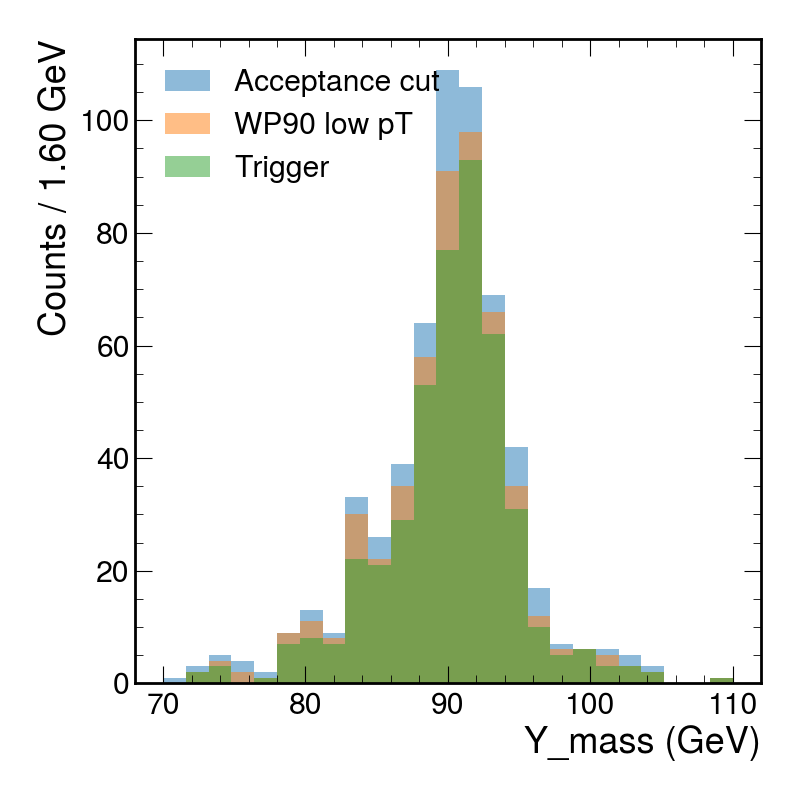 Counts / 1.60 GeV
Acceptance cut
WP90 low pT
Trigger
100
80
60
40
20
0
70 80 90 100 110
Y_mass (GeV)